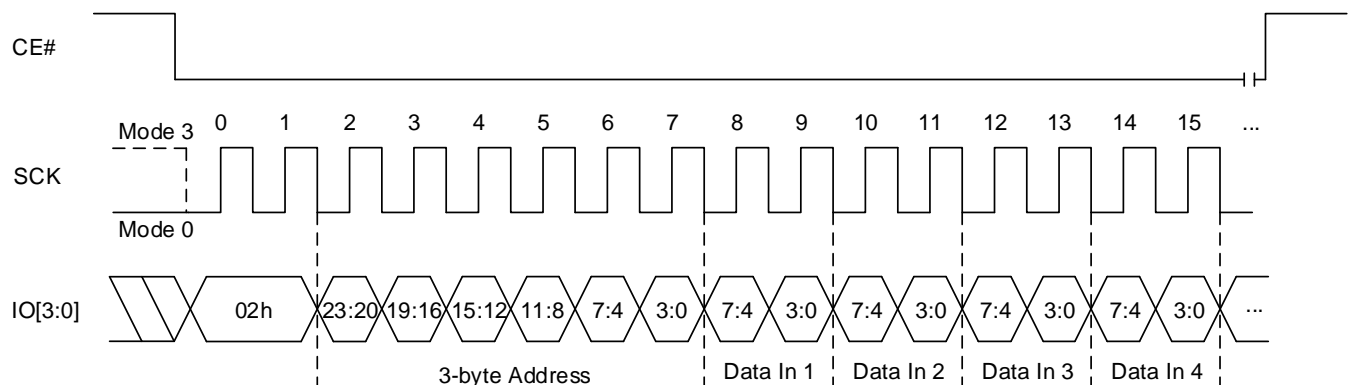 CE#
Mode 3 0 1 2 3 4 5 6 7 8 9 10 11 12 13 14 15 ...
SCK
Mode 0
IO[3:0] 02h 23:20 19:16 15:12 11:8 7:4 3:0 7:4 3:0 7:4 3:0 7:4 3:0 7:4 3:0 ...
3-byte Address Data In 1 Data In 2 Data In 3 Data In 4